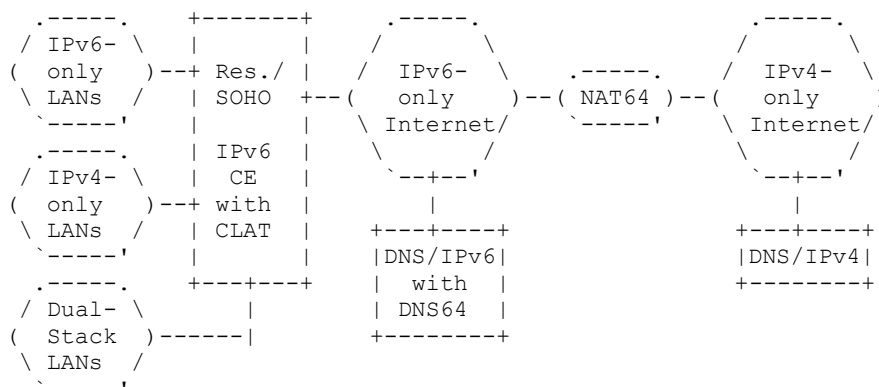 IPv6-
only
LANs
IPv4-
only
LANs
Dual-
Stack
LANs
Res./
SOHO
IPv6
CE
with
CLAT
IPv6-
only
Internet
DNS/IPv6
with
DNS64
NAT64
IPv4-
only
Internet
DNS/IPv4